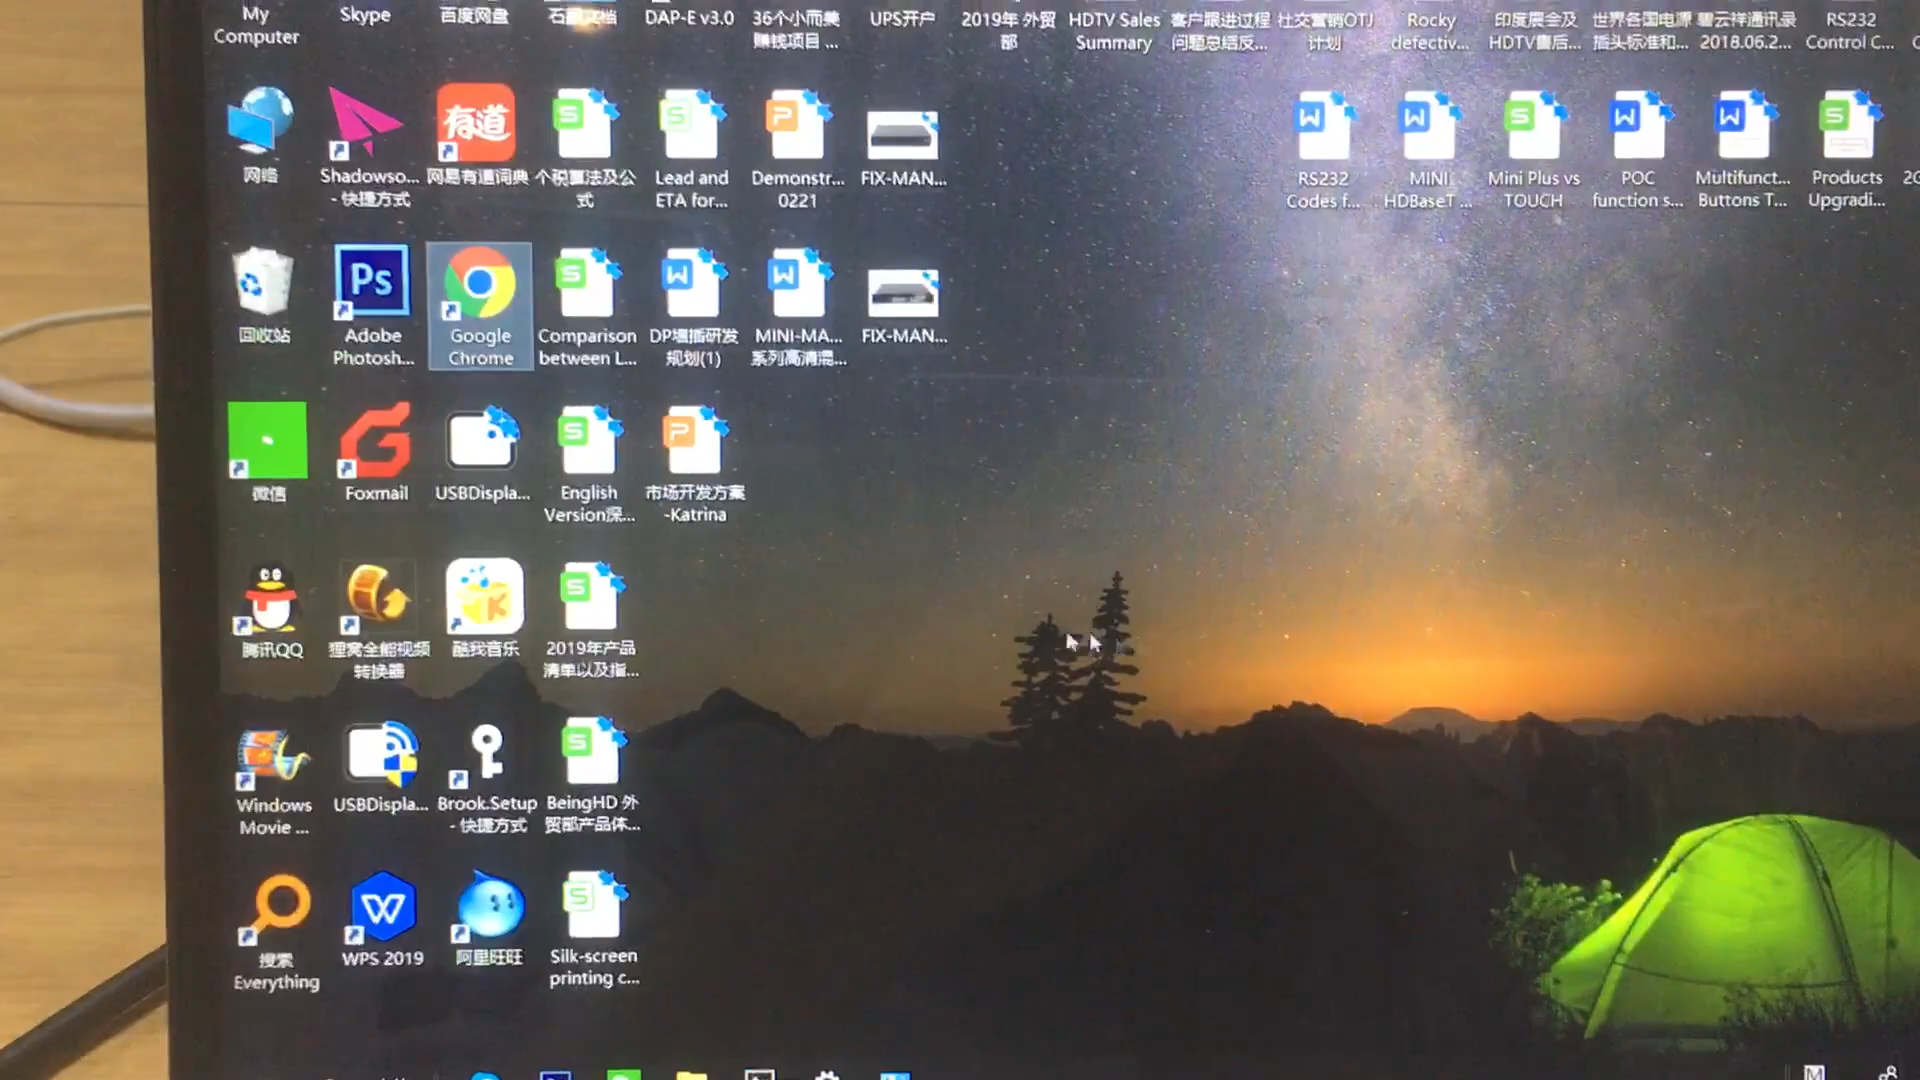 My
Computer
Skype
百度网盘
石墨文档
DAP-E v3.0
36个小而美
赚钱项目 ...
UPS开户
2019年 外贸
部
HDTV Sales
Summary
客户跟进过程
问题总结反...
社交营销OTJ
计划
Rocky
defectiv...
印度展会及
HDTV售后...
世界各国电源
插头标准和...
碧云祥通讯录
2018.06.2...
RS232
Control C...
网络
Shadowso...
- 快捷方式
有道
网易有道词典
个税算法及公
式
Lead and
ETA for...
Demonstr...
0221
FIX-MAN...
RS232
Codes f...
MINI
HDBaseT ...
Mini Plus vs
TOUCH
POC
function s...
Multifunct...
Buttons T...
Products
Upgradi...
回收站
Ps
Adobe
Photosh...
Google
Chrome
Comparison
between L...
DP墙插研发
规划(1)
MINI-MA...
系列高清混...
FIX-MAN...
微信
Foxmail
USBDispla...
English
Version深...
市场开发方案
-Katrina
腾讯QQ
狸窝全能视频
转换器
酷我音乐
2019年产品
清单以及指...
Windows
Movie ...
USBDispla...
Brook.Setup
- 快捷方式
BeingHD 外
贸部产品体...
搜索
Everything
WPS 2019
阿里旺旺
Silk-screen
printing c...